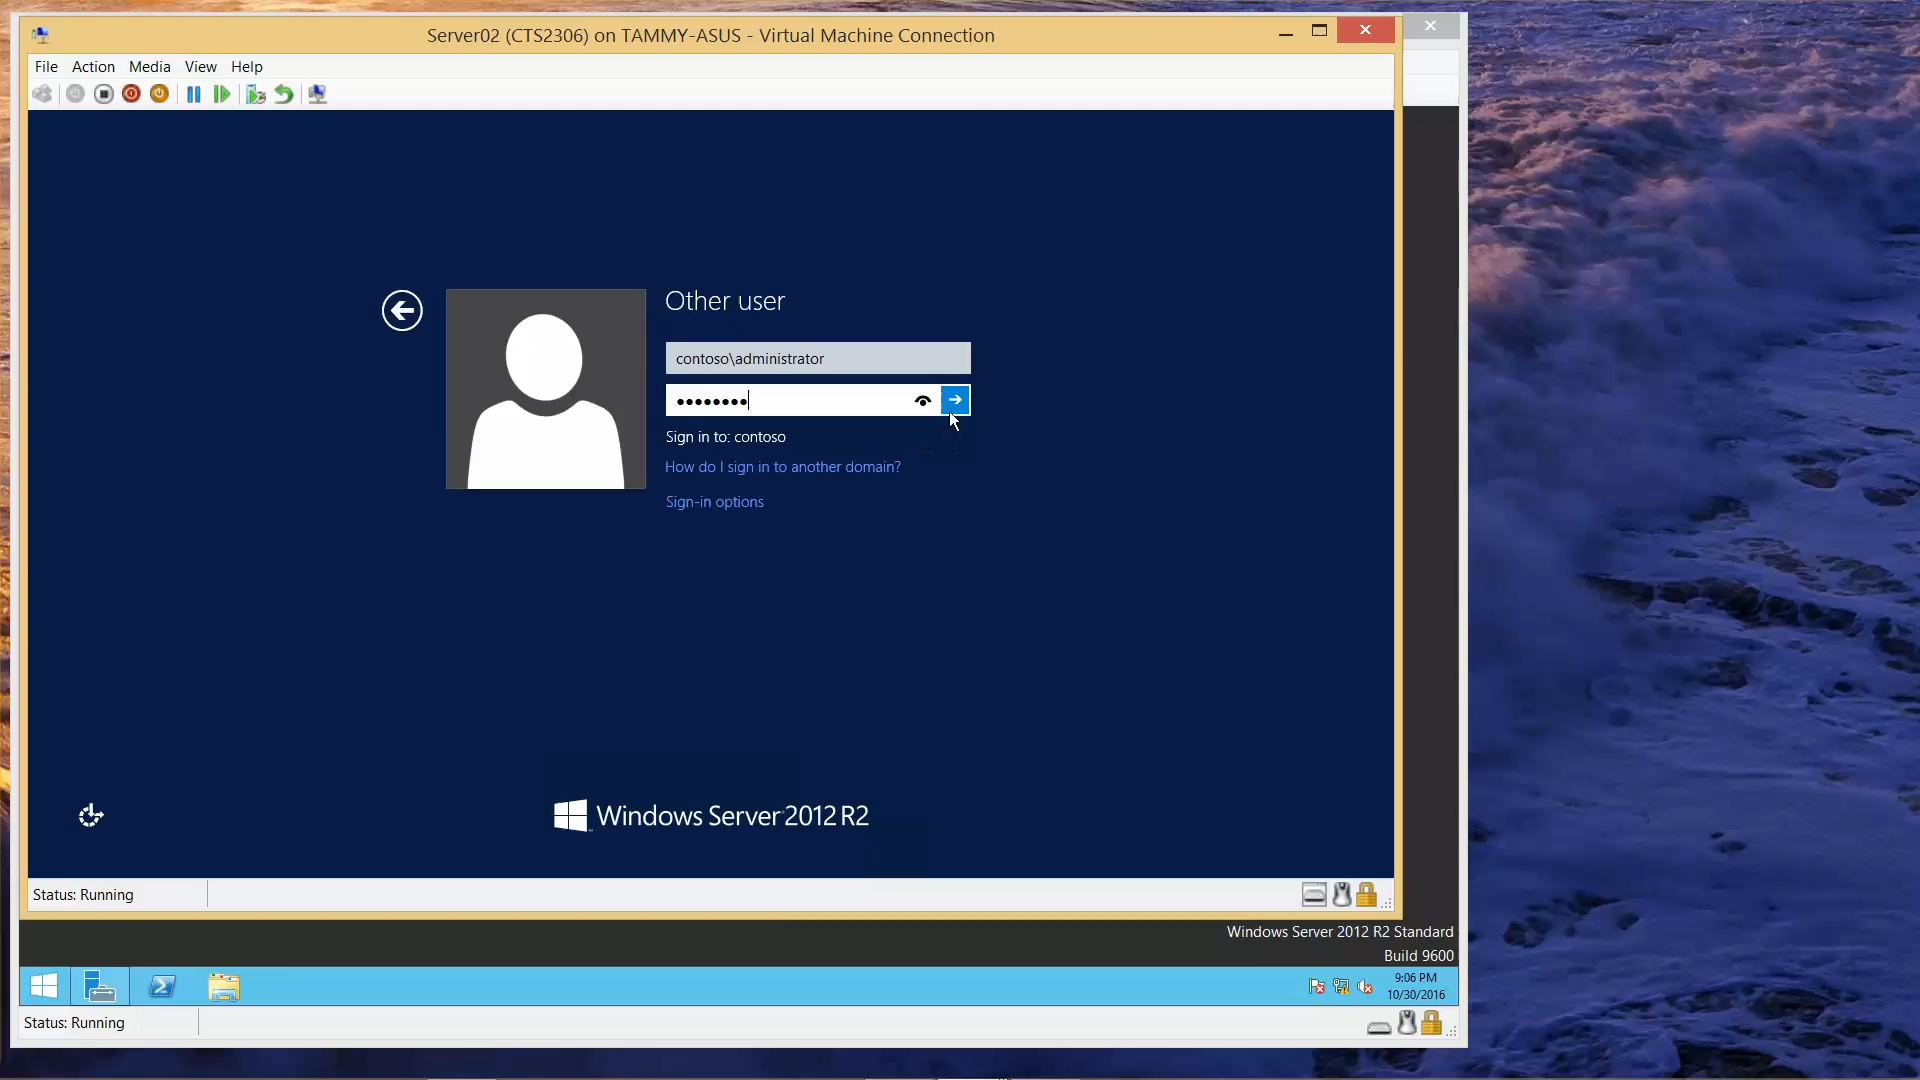 Server02 (CTS2306) on TAMMY-ASUS - Virtual Machine Connection
File Action Media View Help
Other user
contoso\administrator
Sign in to: contoso
How do I sign in to another domain?
Sign-in options
Windows Server 2012 R2
Status: Running
Windows Server 2012 R2 Standard
Build 9600
9:06 PM
10/30/2016
Status: Running